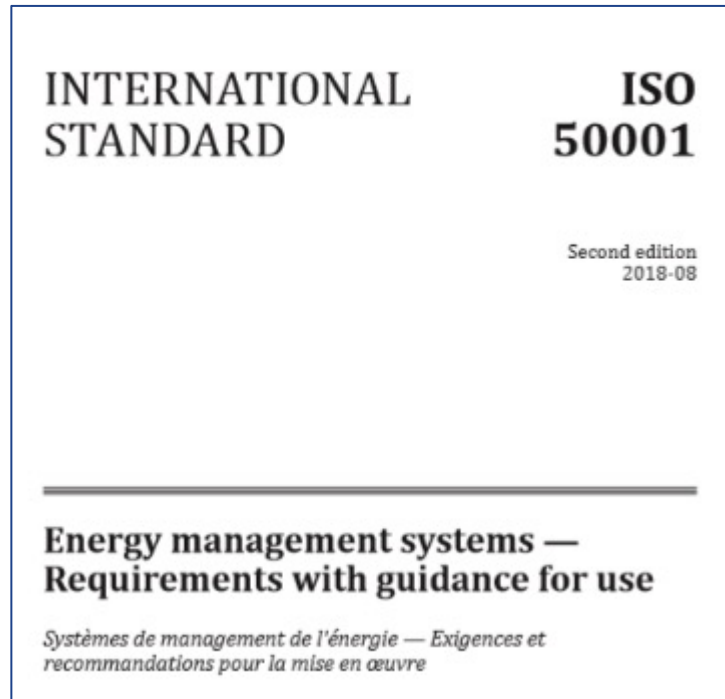 INTERNATIONAL STANDARD
ISO 50001
Second edition
2018-08
Energy management systems —
Requirements with guidance for use
Systèmes de management de l'énergie — Exigences et
recommandations pour la mise en œuvre